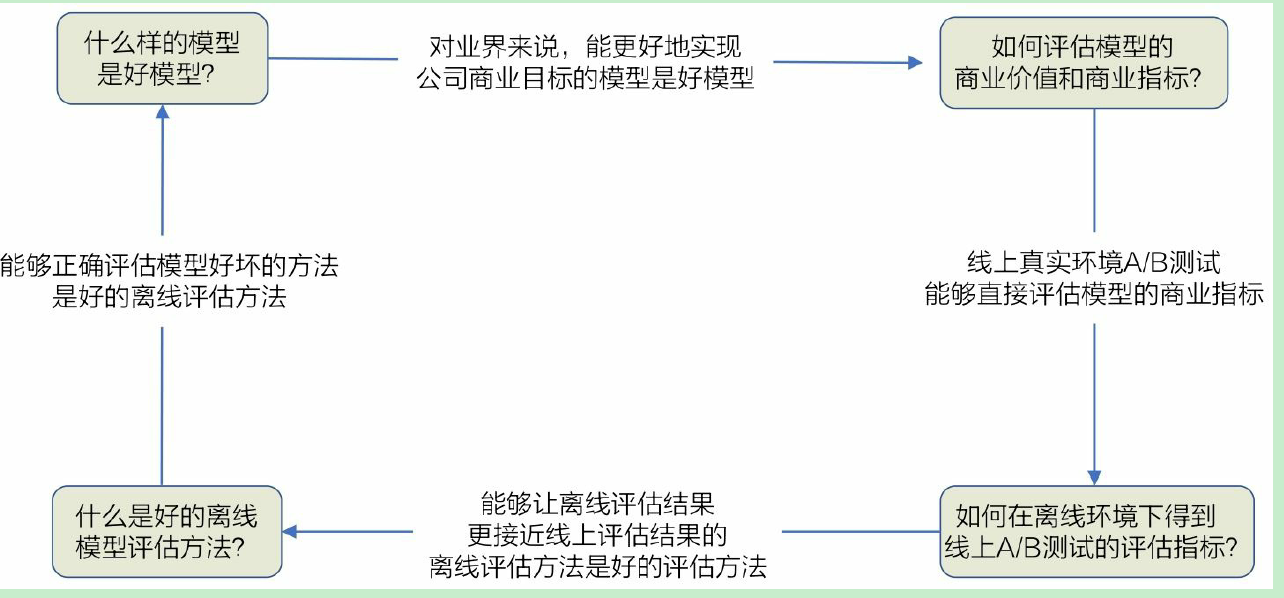 什么样的模型
是好模型?
对业界来说，能更好地实现
公司商业目标的模型是好模型
如何评估模型的
商业价值和商业指标?
线上真实环境A/B测试
能够直接评估模型的商业指标
如何在离线环境下得到
线上A/B测试的评估指标?
能够让离线评估结果
更接近线上评估结果的
离线评估方法是好的评估方法
什么是好的离线
模型评估方法?
能够正确评估模型好坏的方法
是好的离线评估方法